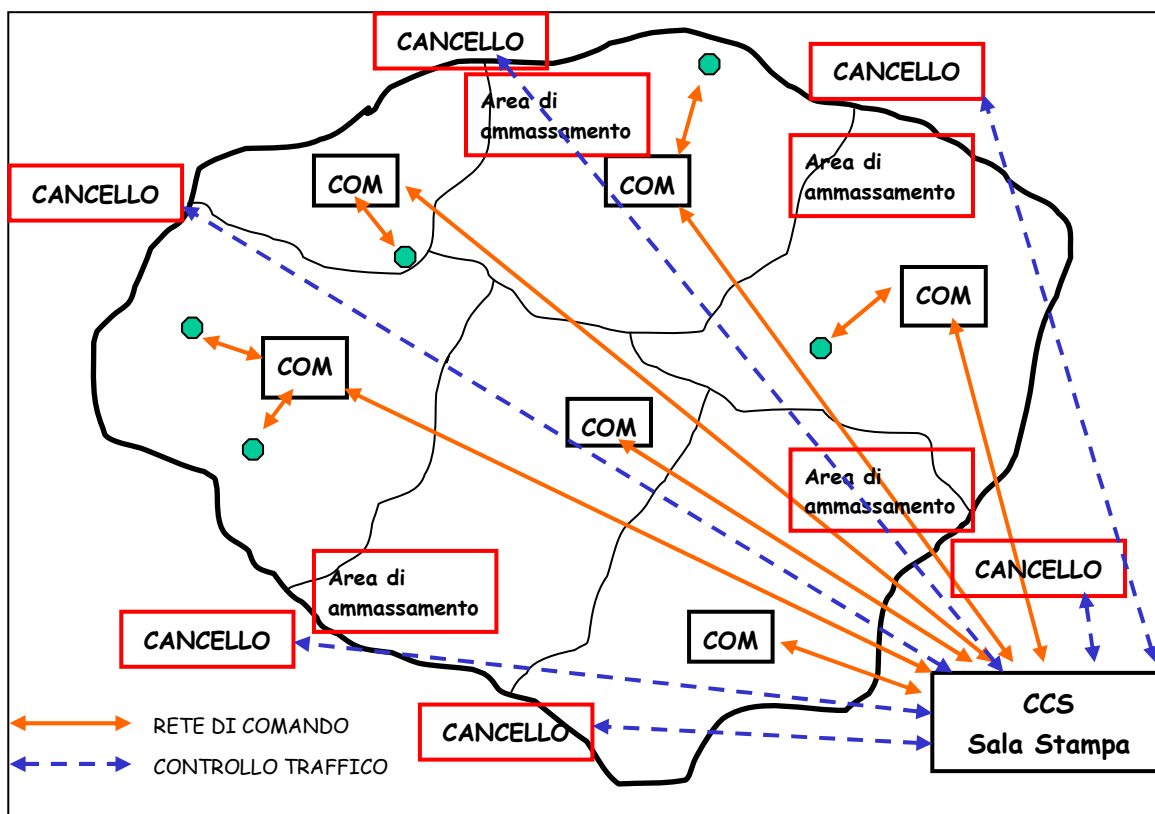 CANCELLO
CANCELLO
Area di
ammassamento
Area di
ammassamento
CANCELLO
COM
COM
COM
COM
COM
Area di
ammassamento
CANCELLO
Area di
ammassamento
CANCELLO
COM
CCS
Sala Stampa
CANCELLO
RETE DI COMANDO
CONTROLLO TRAFFICO